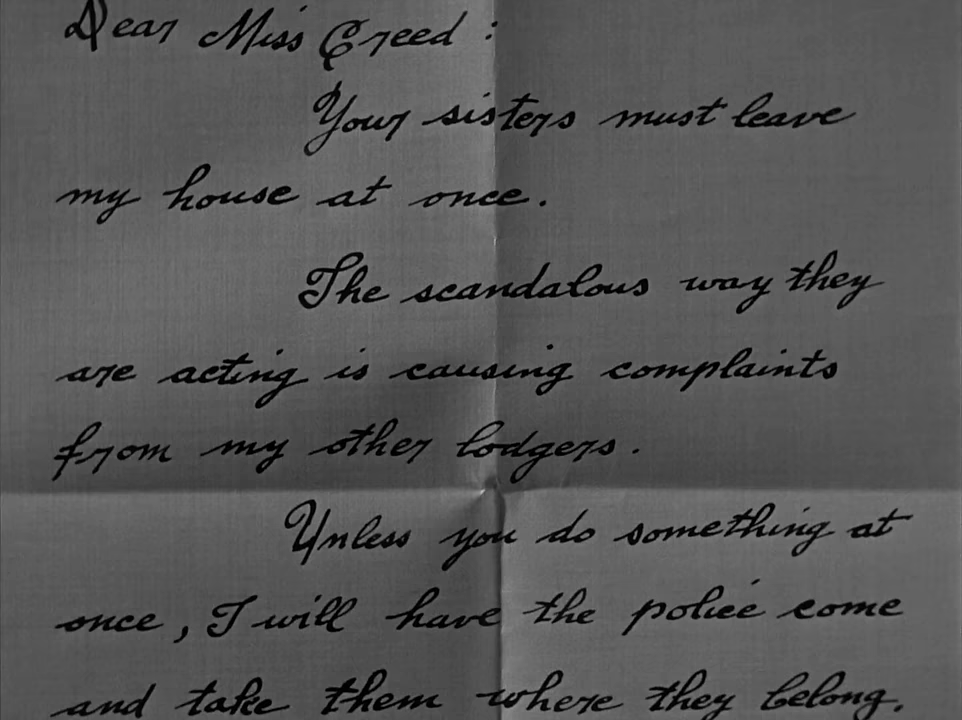 Dear Miss Creed :
Your sisters must leave
my house at once.
The scandalous way they
are acting is causing complaints
from my other lodgers.
Unless you do something at
once, I will have the police come
and take them where they belong.